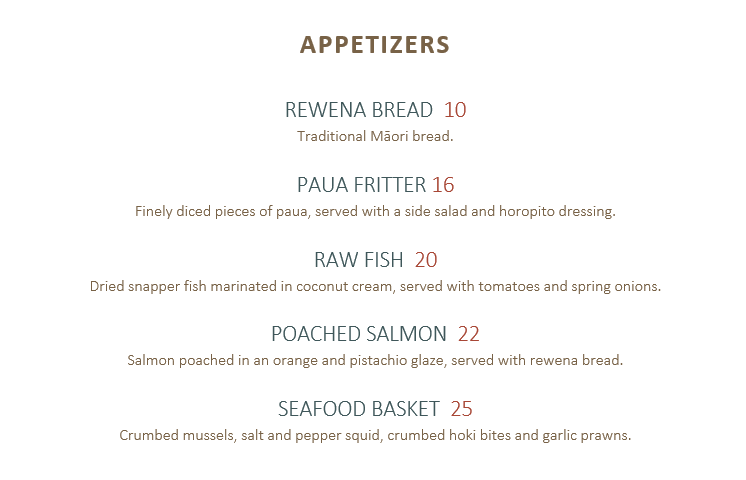 APPETIZERS
REWENA BREAD 10
Traditional Māori bread.
PAUA FRITTER 16
Finely diced pieces of paua, served with a side salad and horopito dressing.
RAW FISH 20
Dried snapper fish marinated in coconut cream, served with tomatoes and spring onions.
POACHED SALMON 22
Salmon poached in an orange and pistachio glaze, served with rewena bread.
SEAFOOD BASKET 25
Crumbed mussels, salt and pepper squid, crumbed hoki bites and garlic prawns.